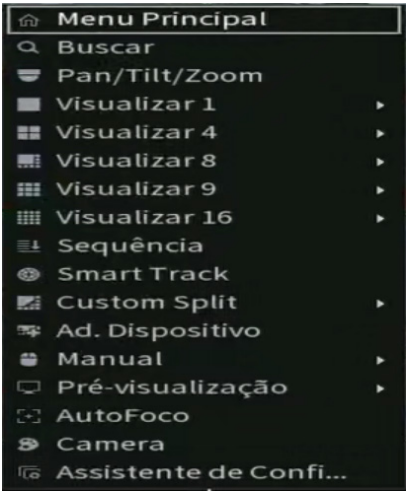 Menu Principal
Buscar
Pan/Tilt/Zoom
Visualizar 1
Visualizar 4
Visualizar 8
Visualizar 9
Visualizar 16
Sequência
Smart Track
Custom Split
Ad. Dispositivo
Manual
Pré-visualização
AutoFoco
Camera
Assistente de Confi...